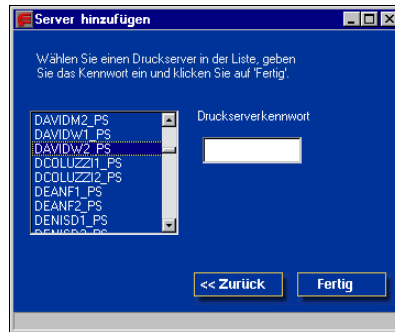 Server hinzufügen
Wählen Sie einen Druckserver in der Liste, geben
Sie das Kennwort ein und klicken Sie auf 'Fertig'.
Druckserverkennwort
DAVIDM2_PS
DAVIDW1_PS
DAVIDW2_PS
DCOLUZZI1_PS
DCOLUZZI2_PS
DEANF1_PS
DEANF2_PS
DENISD1_PS
<< Zurück
Fertig